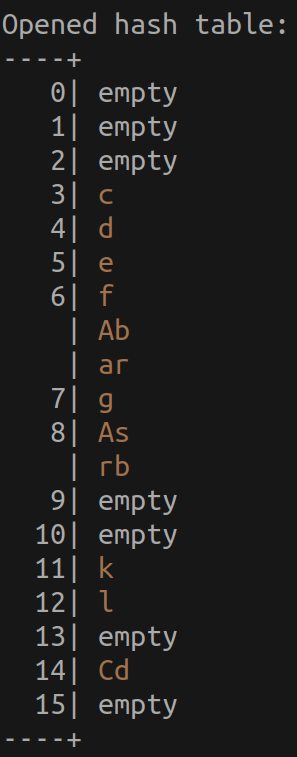 Opened hash table:
----+
   0| empty
   1| empty
   2| empty
   3| c
   4| d
   5| e
   6| f
    | Ab
    | ar
   7| g
   8| As
    | rb
   9| empty
  10| empty
  11| k
  12| l
  13| empty
  14| Cd
  15| empty
----+